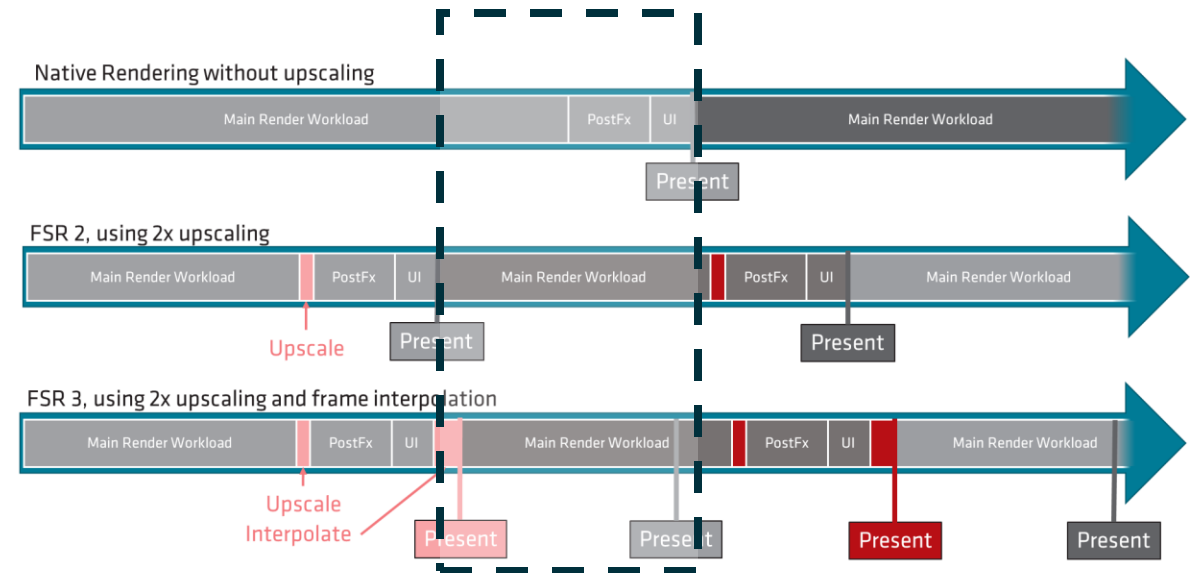 Native Rendering without upscaling
Main Render Workload PostFx UI Main Render Workload
Present
FSR 2, using 2x upscaling
Main Render Workload PostFx UI Main Render Workload PostFx UI Main Render Workload
Upscale Present Present
FSR 3, using 2x upscaling and frame interpolation
Main Render Workload PostFx UI Main Render Workload PostFx UI Main Render Workload
Upscale
Interpolate Present Present Present Present